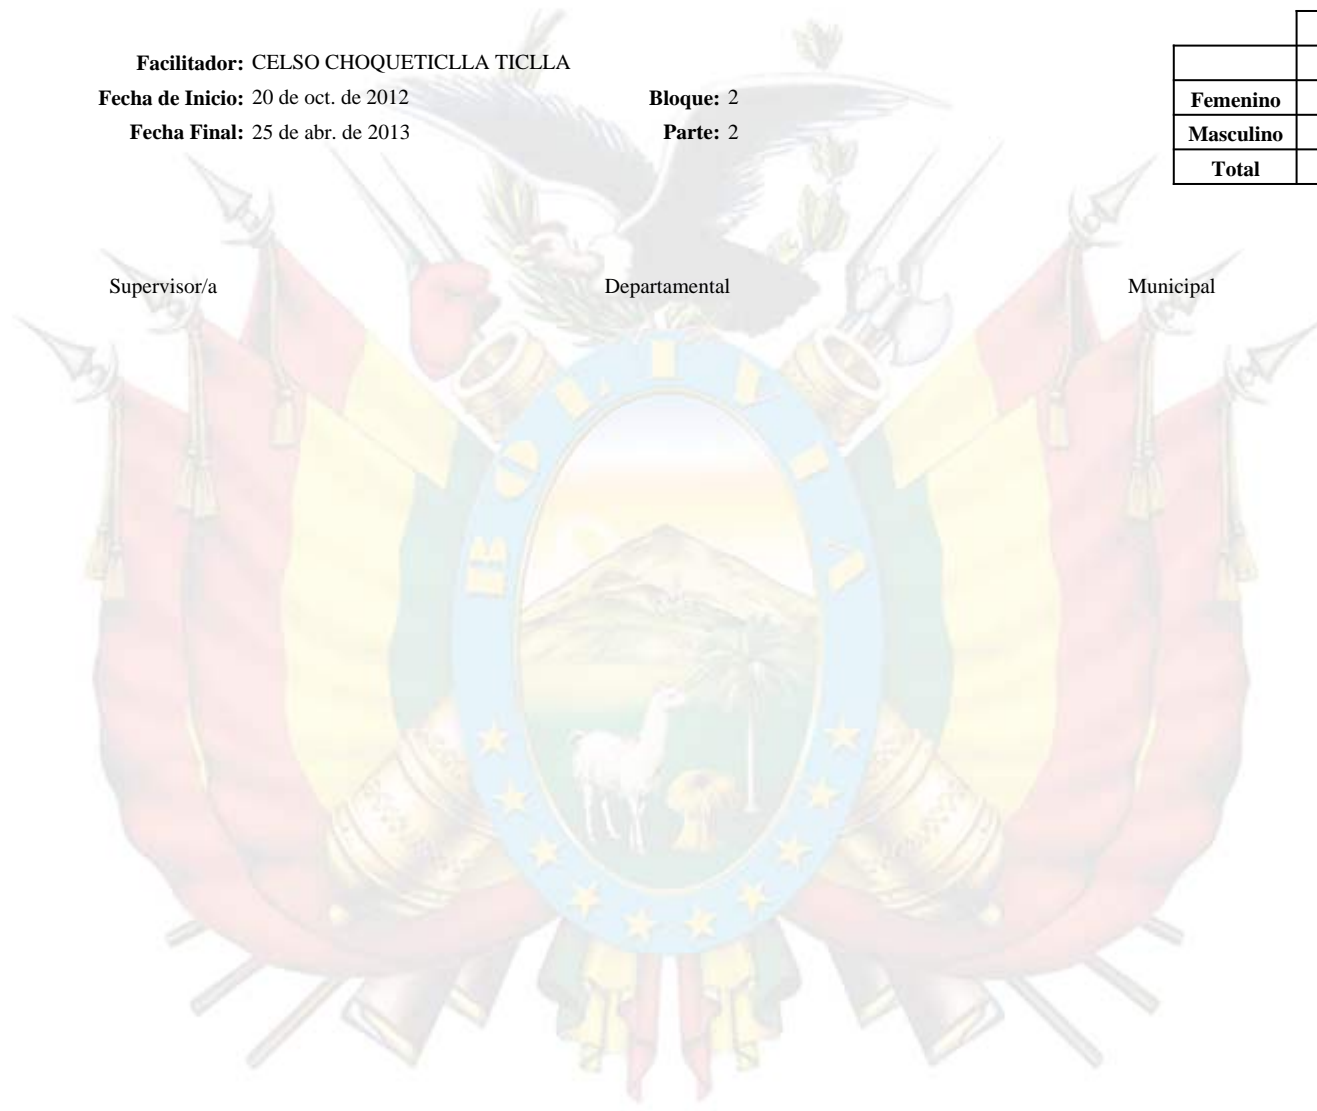 Facilitador: CELSO CHOQUETICLLA TICLLA
Fecha de Inicio: 20 de oct. de 2012 Bloque: 2
Fecha Final: 25 de abr. de 2013 Parte: 2
Femenino
Masculino
Total
Supervisor/a Departamental Municipal
BOLIVIA